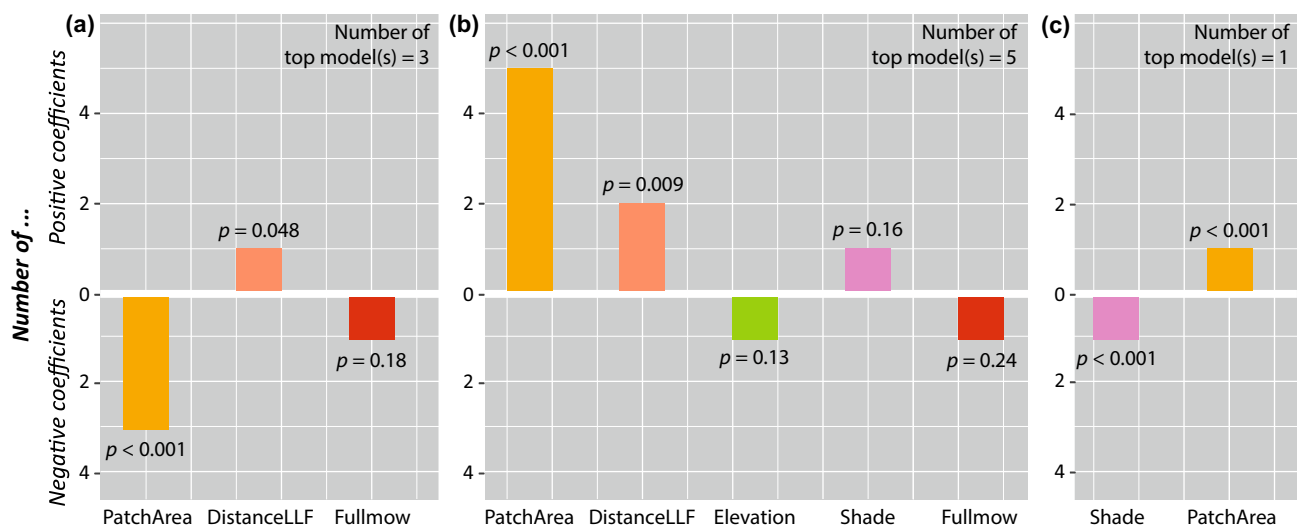 Number of ...
Positive coefficients
Negative coefficients
(a)
Number of
top model(s) = 3
4
2
0
2
4
p = 0.048
p = 0.18
p < 0.001
PatchArea
DistanceLLF
Fullmow
(b)
Number of
top model(s) = 5
4
2
0
2
4
p < 0.001
p = 0.009
p = 0.16
p = 0.13
p = 0.24
PatchArea
DistanceLLF
Elevation
Shade
Fullmow
(c)
Number of
top model(s) = 1
4
2
0
2
4
p < 0.001
p < 0.001
Shade
PatchArea